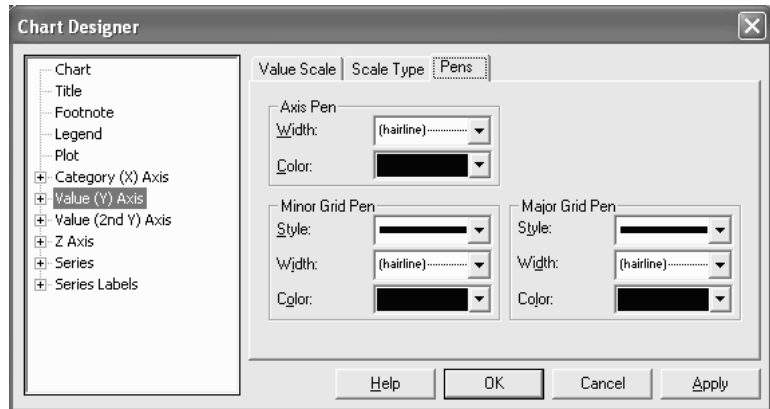 Chart Designer
Chart
Title
Footnote
Legend
Plot
Category (X) Axis
Value (Y) Axis
Value (2nd Y) Axis
Z Axis
Series
Series Labels
Value Scale Scale Type Pens
Axis Pen
Width: (hairline)
Color:
Minor Grid Pen
Style:
Width: (hairline)
Color:
Major Grid Pen
Style:
Width: (hairline)
Color:
Help OK Cancel Apply